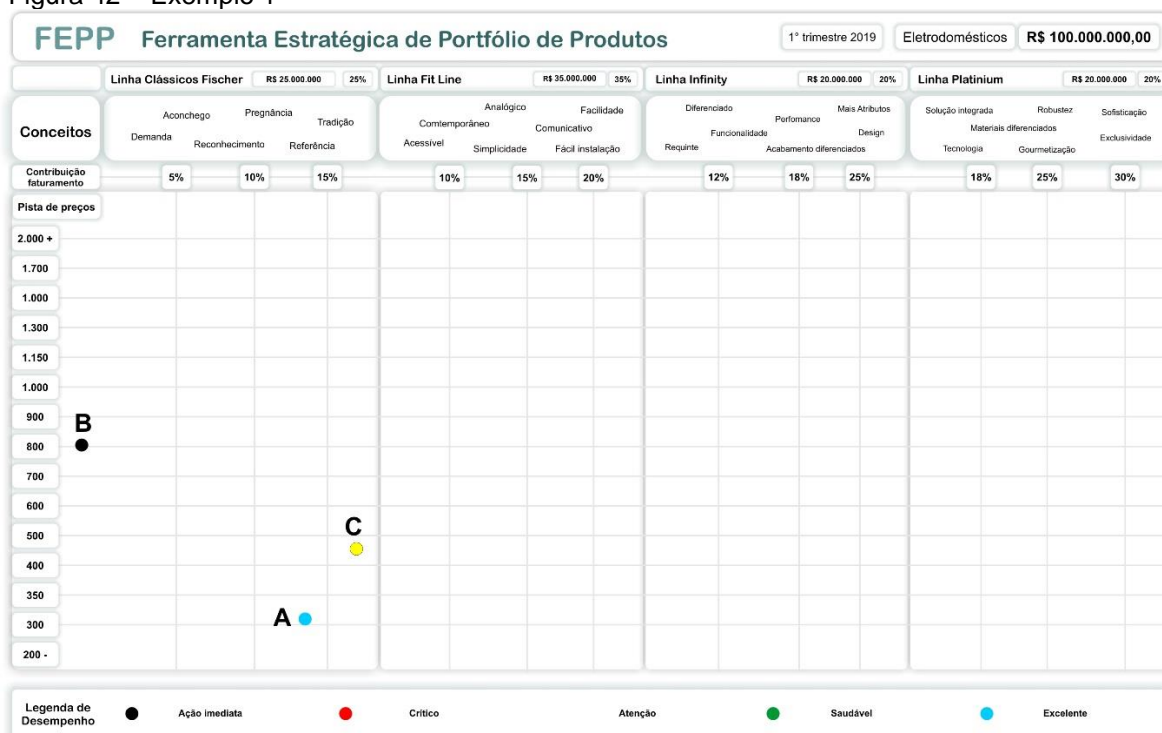 Figura 42 – Exemplo 1
FEPP Ferramenta Estratégica de Portfólio de Produtos 1° trimestre 2019 Eletrodomésticos R$ 100.000.000,00
Linha Clássicos Fischer R$ 25.000.000 25% Linha Fit Line R$ 35.000.000 35% Linha Infinity R$ 20.000.000 20% Linha Platinium R$ 20.000.000 20%
Conceitos
Aconchego Pregnância Tradição
Demanda Reconhecimento Referência
Analógico Facilidade
Comtemporâneo Comunicativo
Acessível Simplicidade Fácil instalação
Diferenciado Perfomance Mais Atributos
Funcionalidade Design
Requinte Acabamento diferenciados
Solução integrada Robustez Sofisticação
Materiais diferenciados Exclusividade
Tecnologia Gourmetização
Contribuição
faturamento
5% 10% 15% 10% 15% 20% 12% 18% 25% 18% 25% 30%
Pista de preços
2.000 +
1.700
1.000
1.300
1.150
1.000
900
B
800
700
600
C
500
400
350
A
300
200 -
Legenda de
Desempenho
Ação imediata Crítico Atenção Saudável Excelente